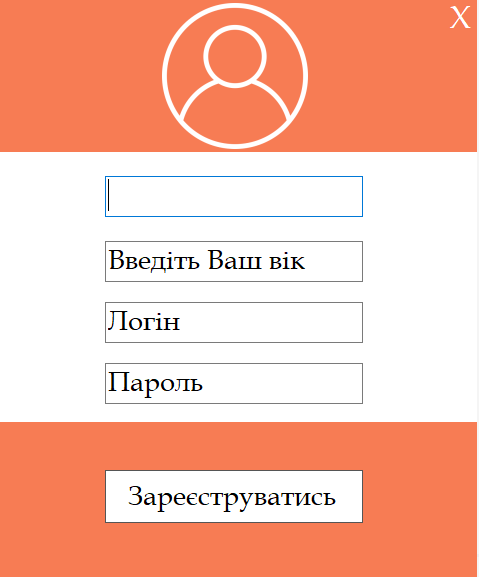 X
Введіть Ваш вік
Логін
Пароль
Зареєструватись